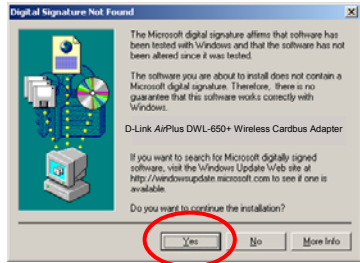 Digital Signature Not Found
The Microsoft digital signature affirms that software has
been tested with Windows and that the software has not
been altered since it was tested.
The software you are about to install does not contain a
Microsoft digital signature. Therefore, there is no
guarantee that this software works correctly with
Windows.
D-Link AirPlus DWL-650+ Wireless Cardbus Adapter
If you want to search for Microsoft digitally signed
software, visit the Windows Update Web site at
http://windowsupdate.microsoft.com to see if one is
available.
Do you want to continue the installation?
Yes No More Info